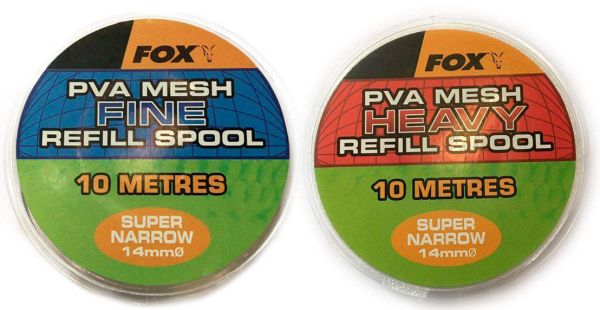 FOX
PVA MESH
FINE
REFILL SPOOL
10 METRES
SUPER
NARROW
14mmØ
FOX
PVA MESH
HEAVY
REFILL SPOOL
10 METRES
SUPER
NARROW
14mmØ